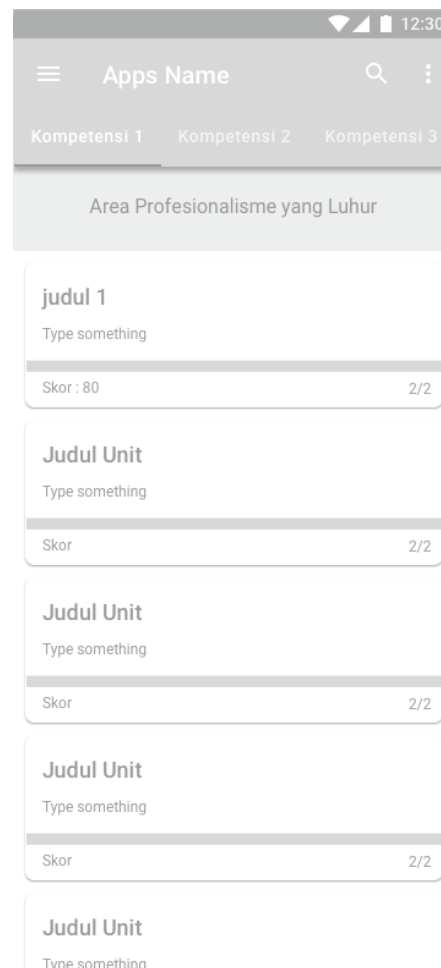 12:30
Apps Name
Kompetensi 1 Kompetensi 2 Kompetensi 3
Area Profesionalisme yang Luhur
judul 1
Type something
Skor : 80 2/2
Judul Unit
Type something
Skor 2/2
Judul Unit
Type something
Skor 2/2
Judul Unit
Type something
Skor 2/2
Judul Unit
Type something